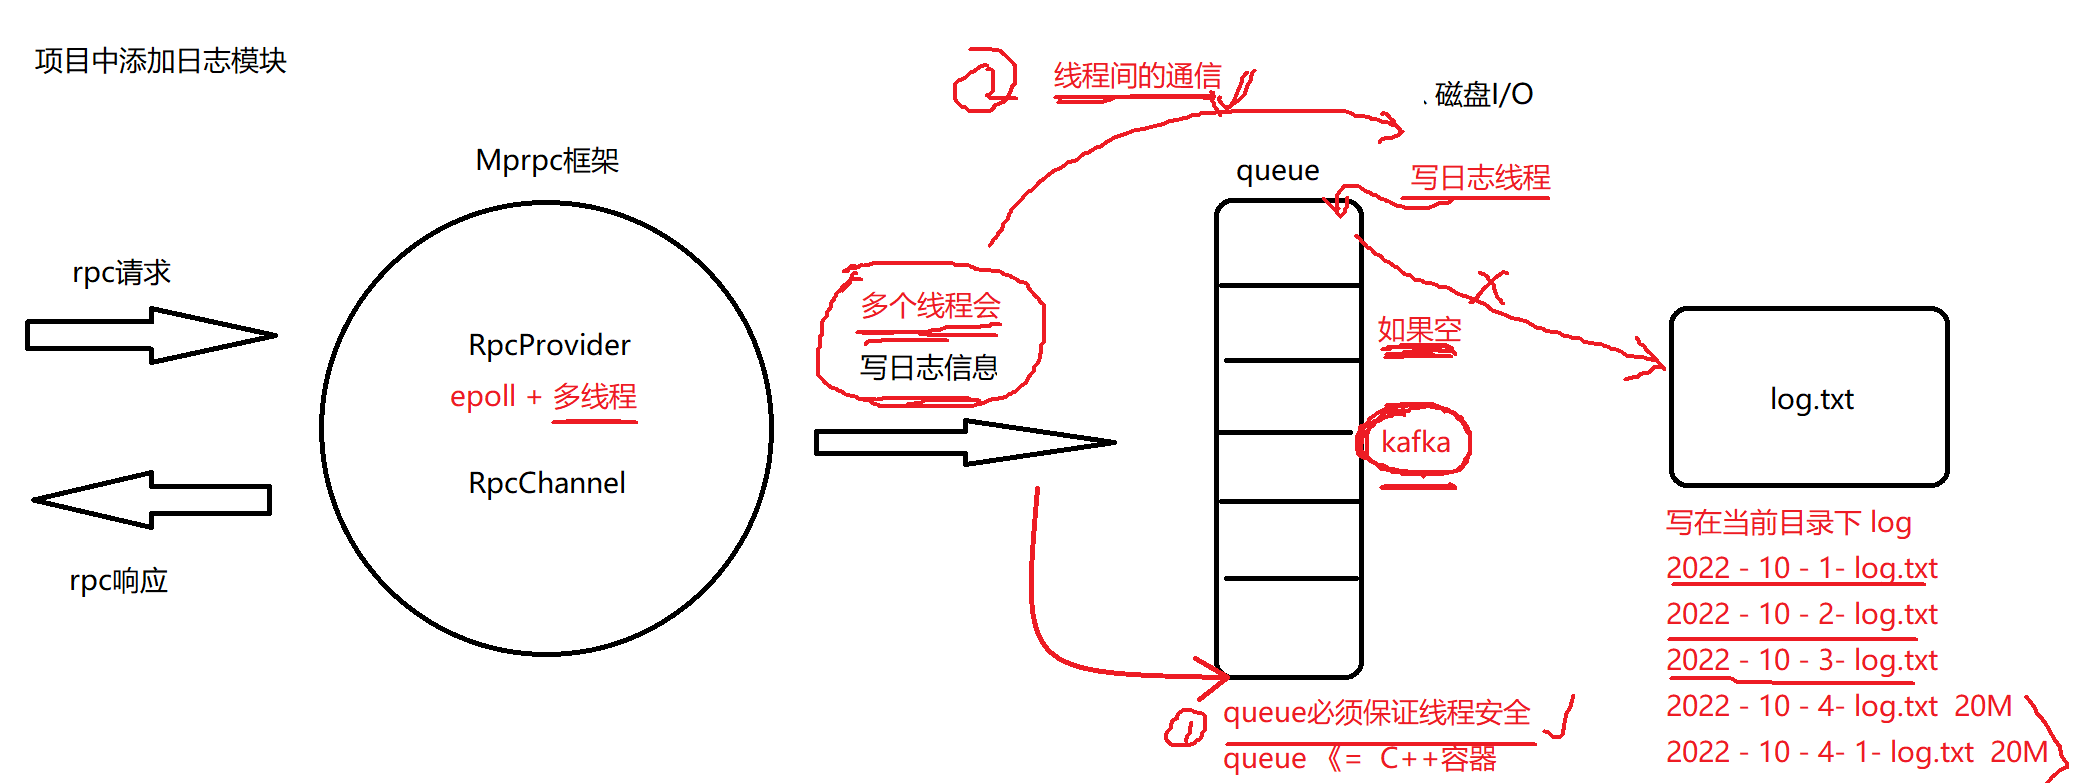 项目中添加日志模块
② 线程间的通信
、磁盘I/O
Mprpc框架
queue
写日志线程
rpc请求
多个线程会
写日志信息
RpcProvider
epoll + 多线程
RpcChannel
如果空
kafka
log.txt
rpc响应
写在当前目录下 log
2022 - 10 - 1- log.txt
2022 - 10 - 2- log.txt
2022 - 10 - 3- log.txt
2022 - 10 - 4- log.txt  20M
2022 - 10 - 4- 1- log.txt  20M
① queue必须保证线程安全
queue 《=  C++容器